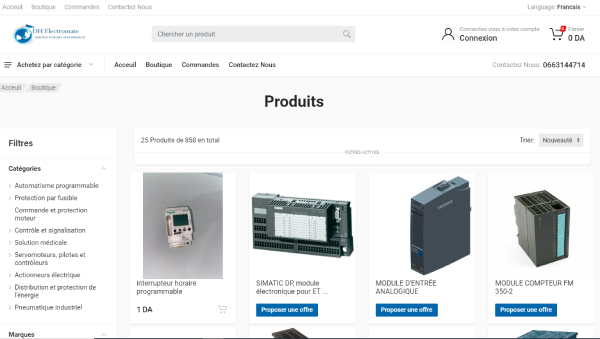 Acceuil Boutique Commandes Contactez Nous Language: Francais
DH Electromate
Chercher un produit
Connectez-vous à votre compte
Connexion
0
Panier
0 DA
Achetez par catégorie Acceuil Boutique Commandes Contactez Nous Contactez Nous: 0663144714
Acceuil Boutique
Produits
Filtres
Catégories
Automatisme programmable
Protection par fusible
Commande et protection
moteur
Contrôle et signalisation
Solution médicale
Servomoteurs, pilotes et
contrôleurs
Actionneurs électrique
Distribution et protection de
l'énergie
Pneumatique industriel
Marques
25 Produits de 858 en total
Triér: Nouveauté
FILTRES ACTIVÉS
interrupteur horaire
programmable
1 DA
SIMATIC DP, module
électronique pour ET ...
Proposer une offre
MODULE D'ENTRÉE
ANALOGIQUE
Proposer une offre
MODULE COMPTEUR FM
350-2
Proposer une offre